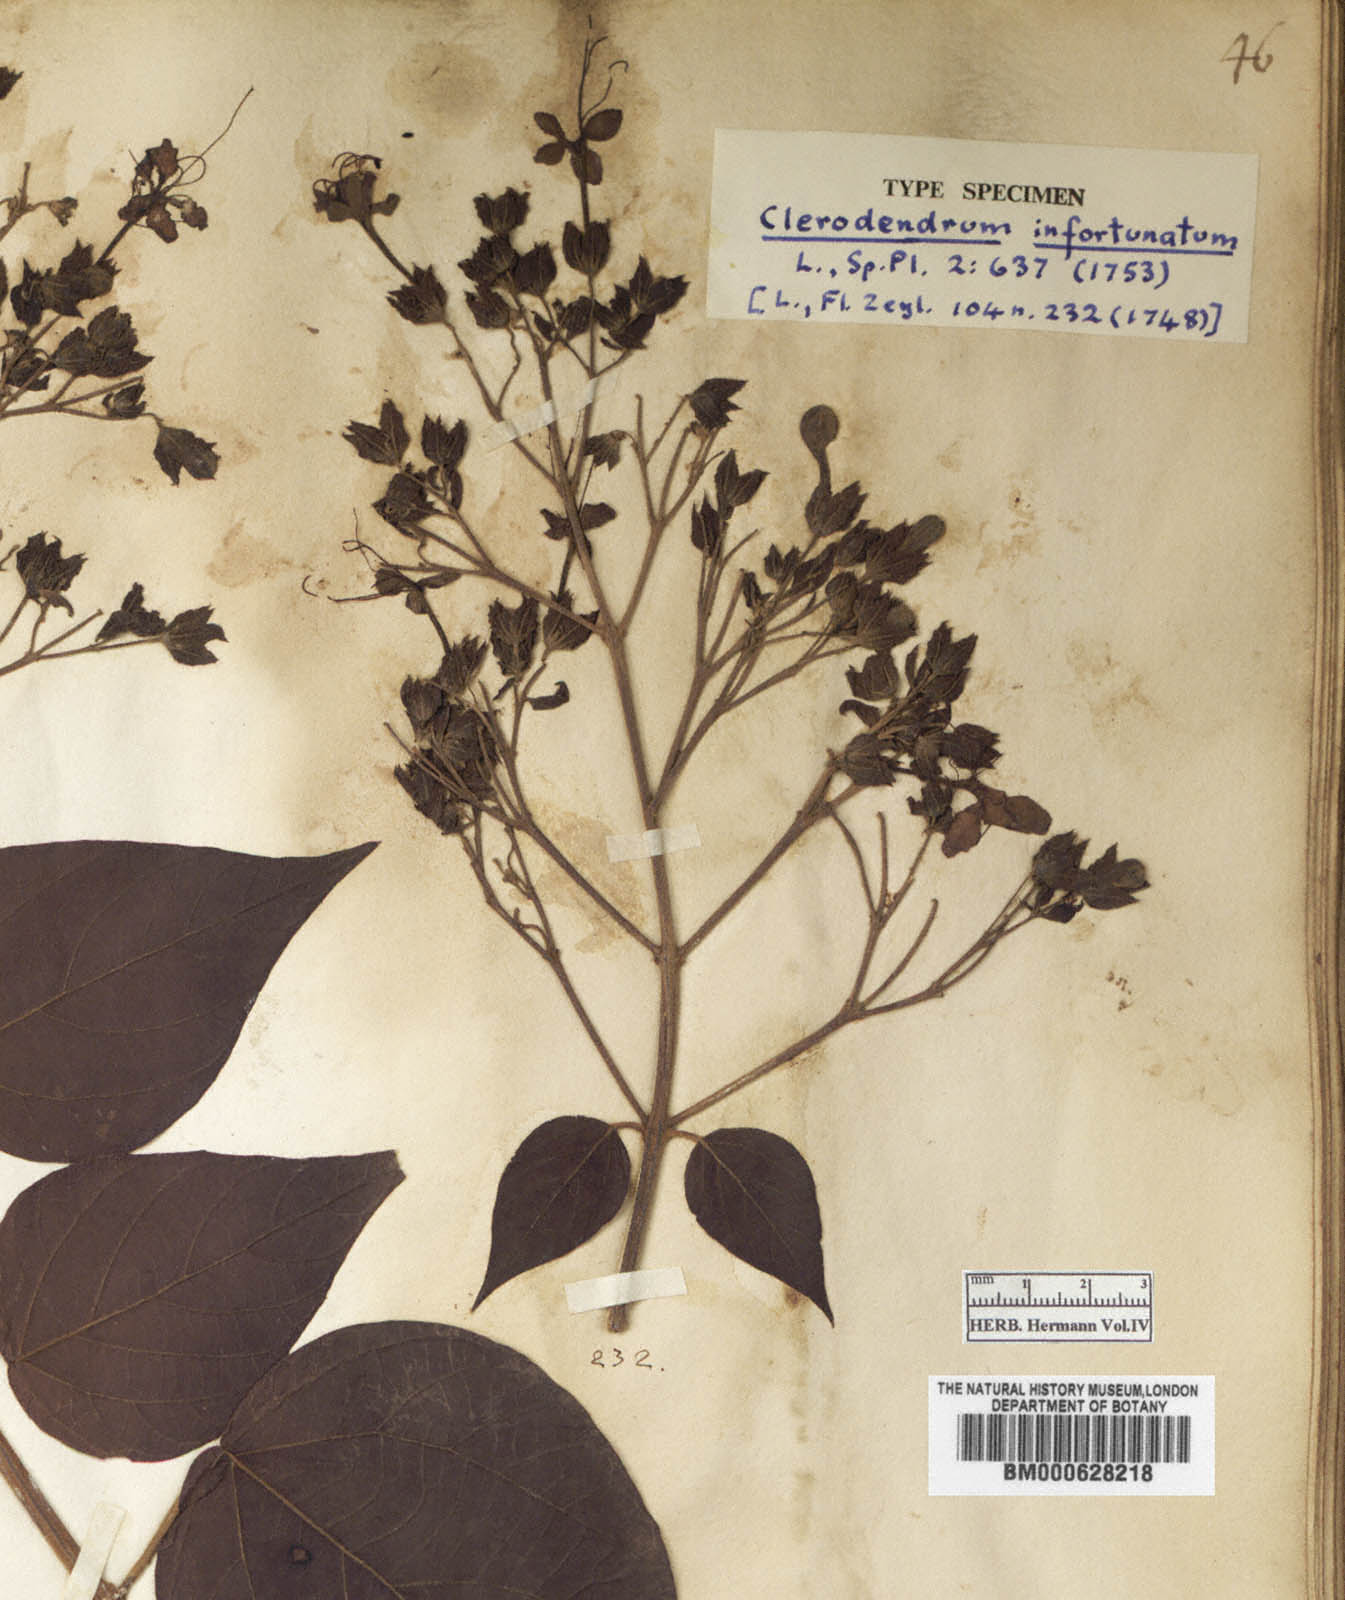 46
TYPE SPECIMEN
Clerodendrum infortunatum
L., Sp. Pl. 2: 637 (1753)
[L., Fl. Zeyl. 104 n. 232 (1748)]
232.
mm 1 2 3
HERB. Hermann Vol.IV
THE NATURAL HISTORY MUSEUM,LONDON
DEPARTMENT OF BOTANY
BM000628218